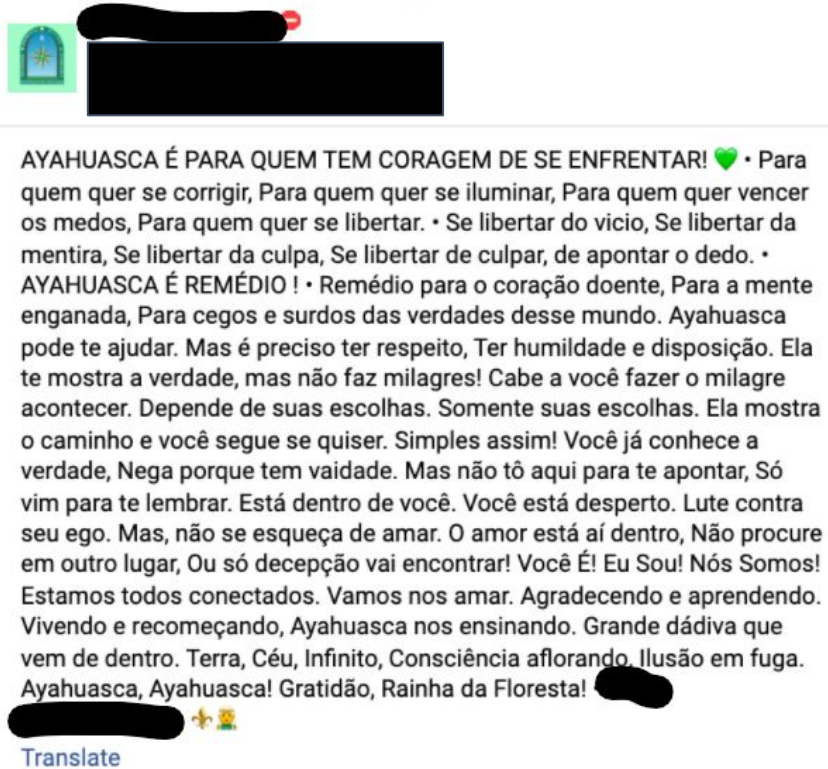 AYAHUASCA É PARA QUEM TEM CORAGEM DE SE ENFRENTAR! 💚 • Para
quem quer se corrigir, Para quem quer se iluminar, Para quem quer vencer
os medos, Para quem quer se libertar. • Se libertar do vicio, Se libertar da
mentira, Se libertar da culpa, Se libertar de culpar, de apontar o dedo. •
AYAHUASCA É REMÉDIO ! • Remédio para o coração doente, Para a mente
enganada, Para cegos e surdos das verdades desse mundo. Ayahuasca
pode te ajudar. Mas é preciso ter respeito, Ter humildade e disposição. Ela
te mostra a verdade, mas não faz milagres! Cabe a você fazer o milagre
acontecer. Depende de suas escolhas. Somente suas escolhas. Ela mostra
o caminho e você segue se quiser. Simples assim! Você já conhece a
verdade, Nega porque tem vaidade. Mas não tô aqui para te apontar, Só
vim para te lembrar. Está dentro de você. Você está desperto. Lute contra
seu ego. Mas, não se esqueça de amar. O amor está aí dentro, Não procure
em outro lugar, Ou só decepção vai encontrar! Você É! Eu Sou! Nós Somos!
Estamos todos conectados. Vamos nos amar. Agradecendo e aprendendo.
Vivendo e recomeçando, Ayahuasca nos ensinando. Grande dádiva que
vem de dentro. Terra, Céu, Infinito, Consciência aflorando, Ilusão em fuga.
Ayahuasca, Ayahuasca! Gratidão, Rainha da Floresta!
Translate